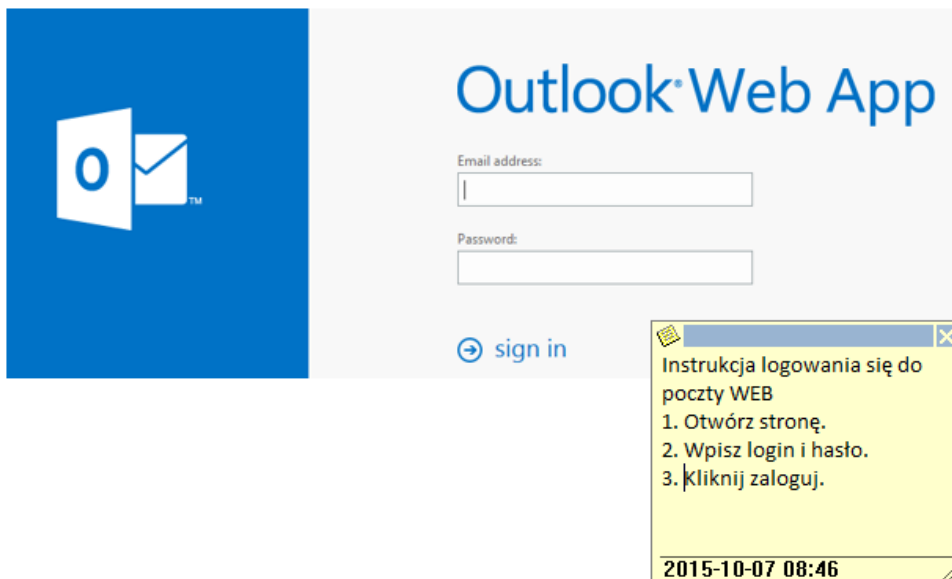 Outlook® Web App
Email address:
Password:
sign in
Instrukcja logowania się do
poczty WEB
1. Otwórz stronę.
2. Wpisz login i hasło.
3. Kliknij zaloguj.
2015-10-07 08:46
O
TM